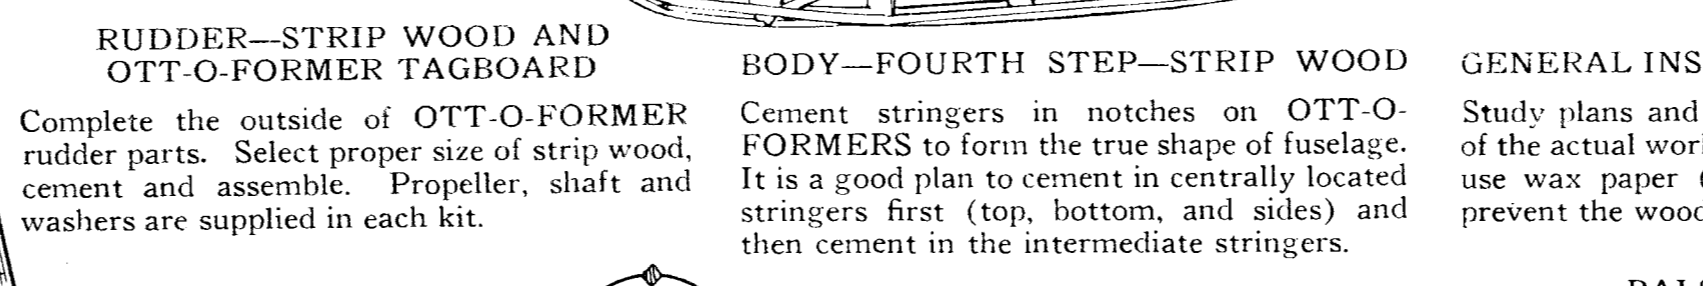 RUDDER—STRIP WOOD AND
OTT-O-FORMER TAGBOARD
Complete the outside of OTT-O-FORMER
rudder parts. Select proper size of strip wood,
cement and assemble. Propeller, shaft and
washers are supplied in each kit.
BODY—FOURTH STEP—STRIP WOOD
Cement stringers in notches on OTT-O-
FORMERS to form the true shape of fuselage.
It is a good plan to cement in centrally located
stringers first (top, bottom, and sides) and
then cement in the intermediate stringers.
GENERAL INS
Study plans and
of the actual wor
use wax paper (
prevent the wood